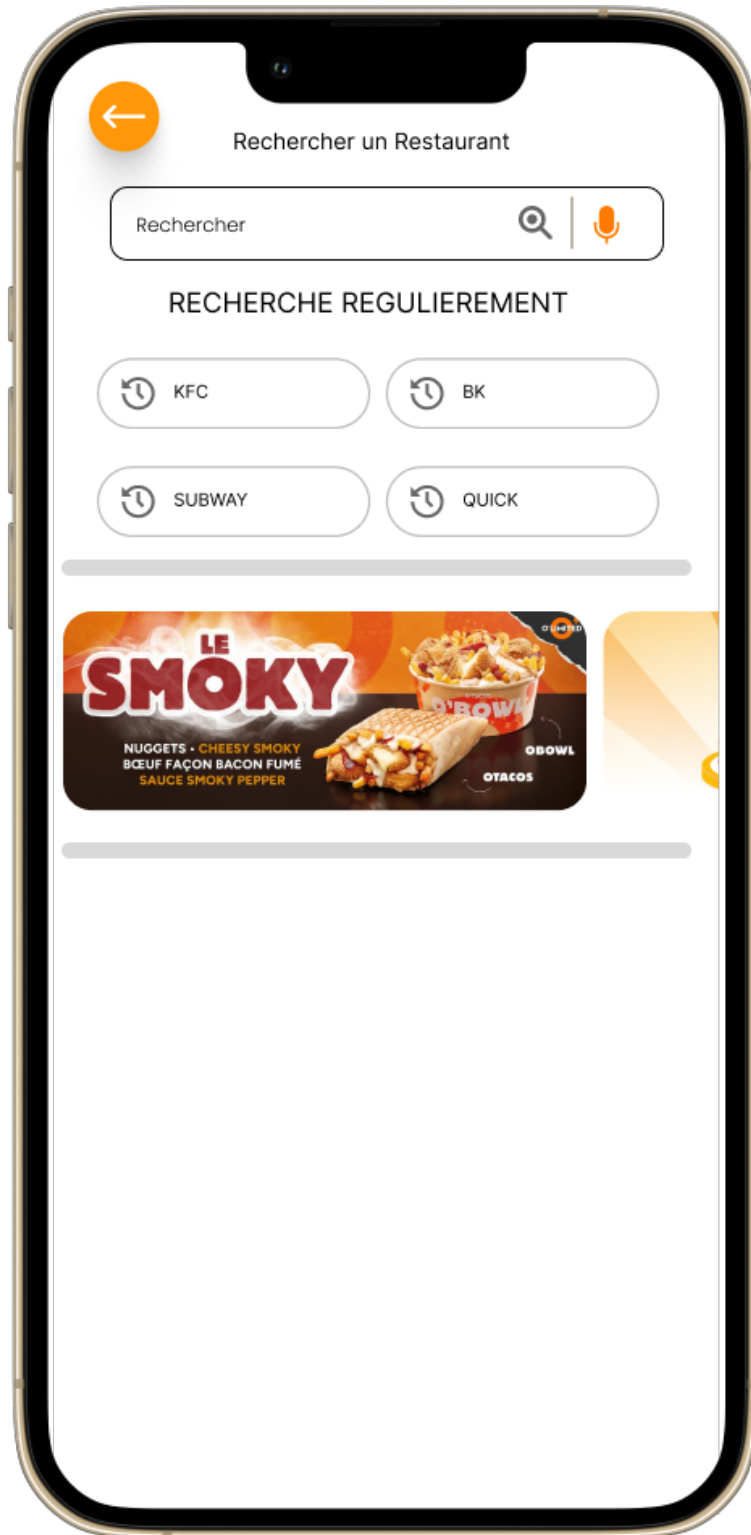 Rechercher un Restaurant
Rechercher
RECHERCHE REGULIEREMENT
KFC
BK
SUBWAY
QUICK
LE
SMOKY
NUGGETS • CHEESY SMOKY
BŒUF FAÇON BACON FUMÉ
SAUCE SMOKY PEPPER
O'LIMITED
O'BOWL
OBOWL
OTACOS